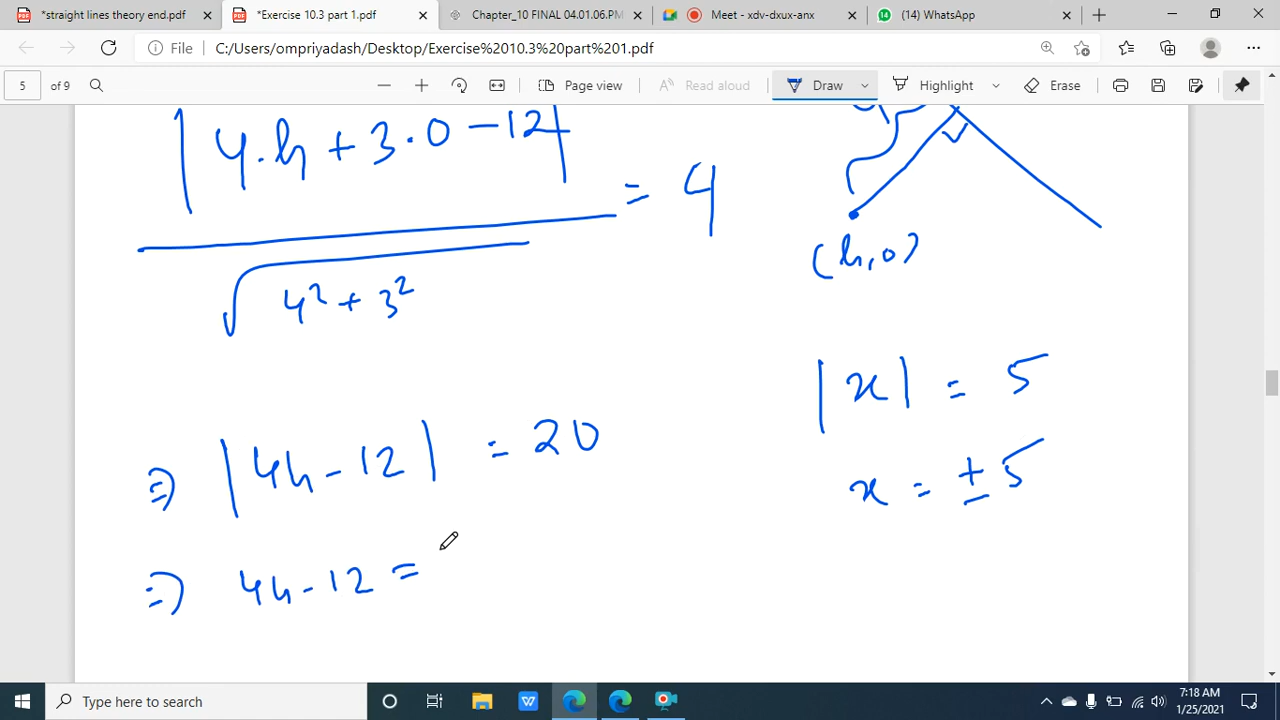 *straight lines theory end.pdf
*Exercise 10.3 part 1.pdf
Chapter_10 FINAL 04.01.06.PM
Meet - xdv-dxux-anx
(14) WhatsApp
File
C:/Users/ompriyadash/Desktop/Exercise%2010.3%20part%201.pdf
5 of 9
Page view
Read aloud
Draw
Highlight
Erase
|4.h + 3.0 - 12|
= 4
√4² + 3²
(h,0)
|x| = 5
⇒ |4h - 12| = 20
x = ±5
⇒ 4h - 12 =
Type here to search
7:18 AM
1/25/2021